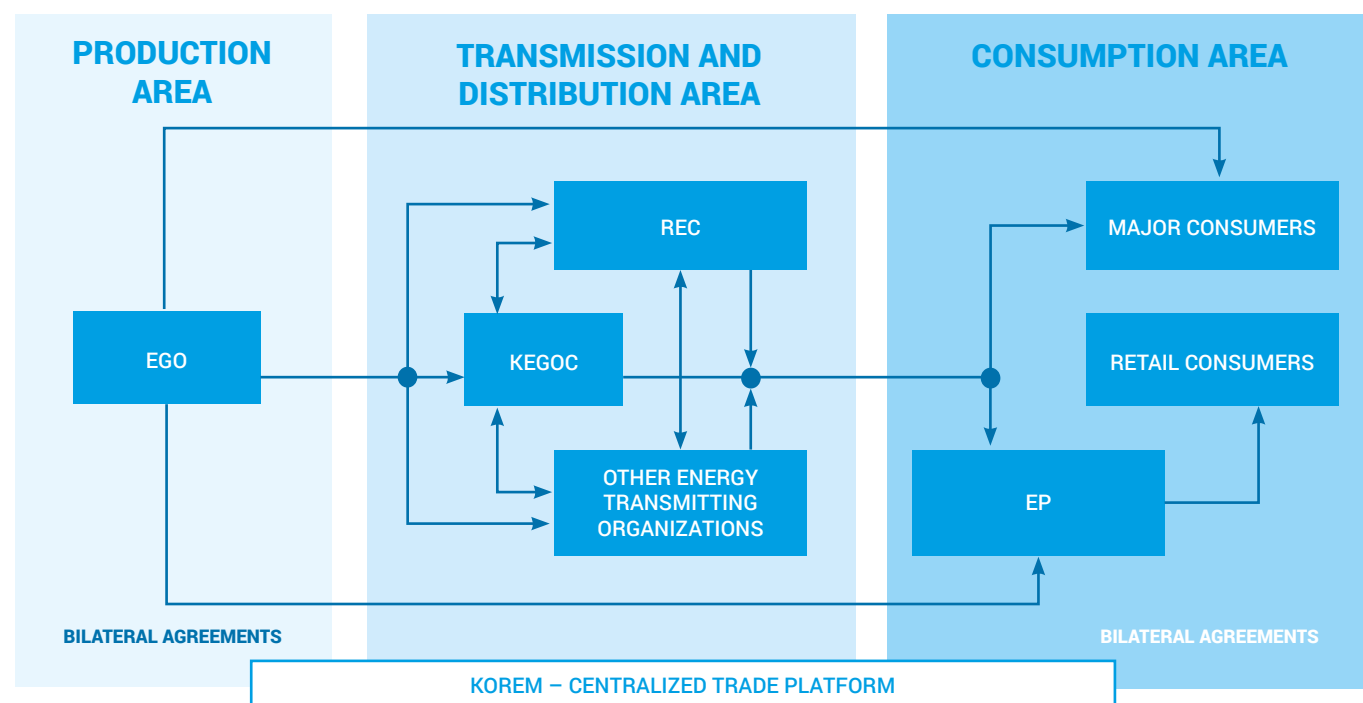 PRODUCTION
AREA
TRANSMISSION AND
DISTRIBUTION AREA
CONSUMPTION AREA
REC
MAJOR CONSUMERS
EGO
KEGOC
RETAIL CONSUMERS
OTHER ENERGY
TRANSMITTING
ORGANIZATIONS
EP
BILATERAL AGREEMENTS
BILATERAL AGREEMENTS
KOREM – CENTRALIZED TRADE PLATFORM